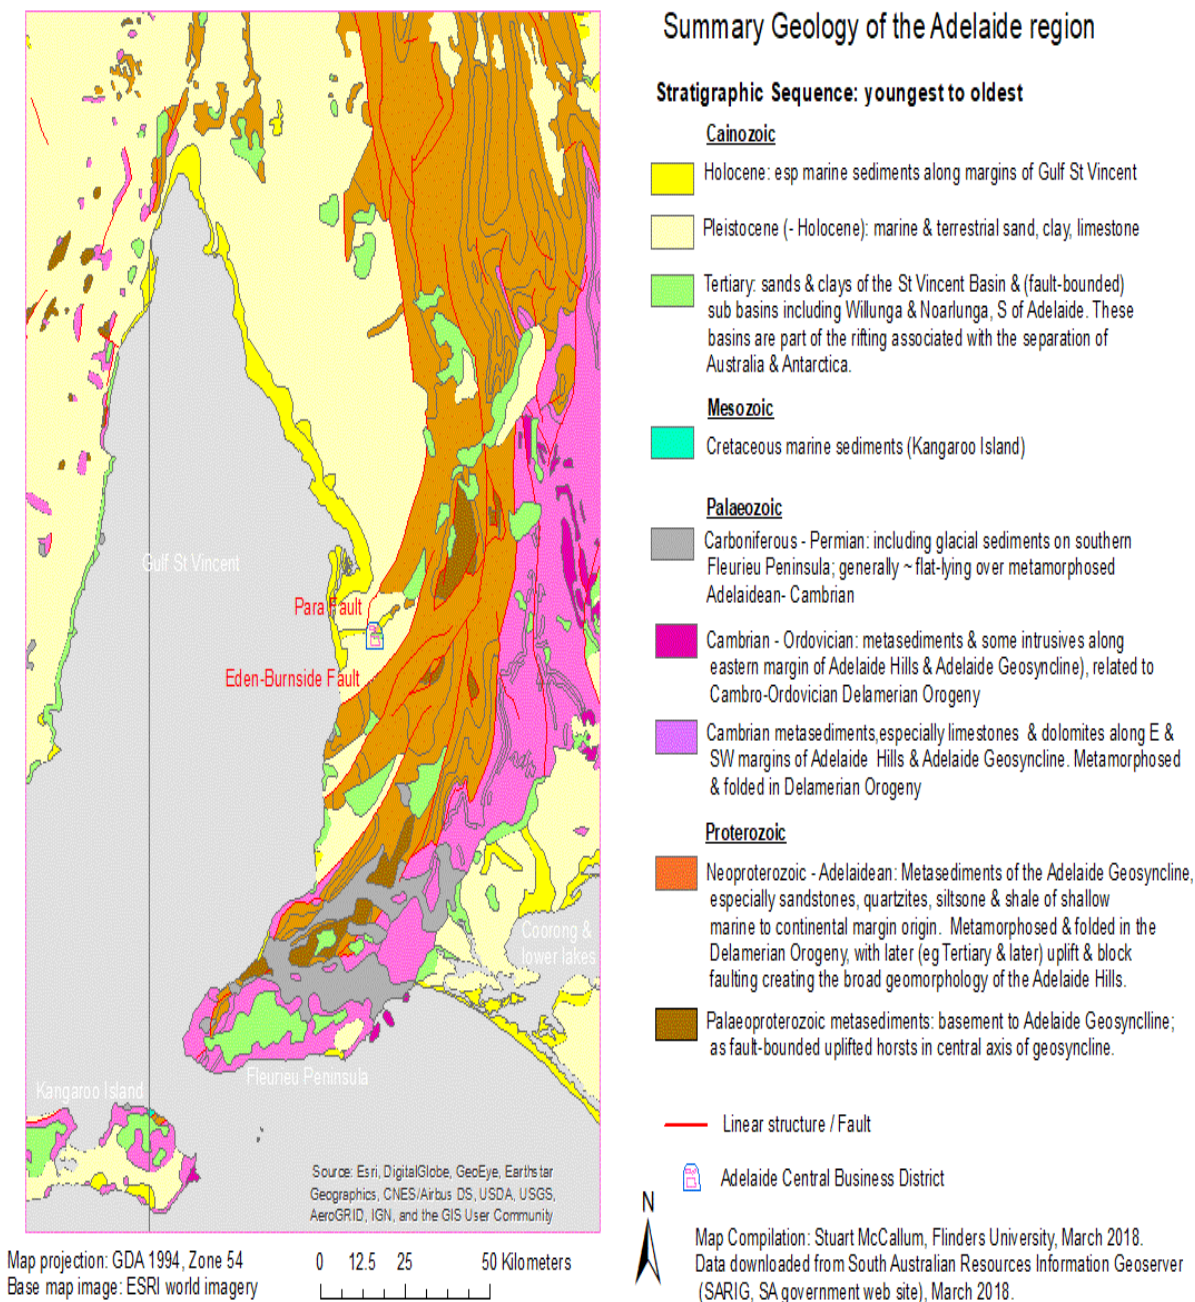 Summary Geology of the Adelaide region
Stratigraphic Sequence: youngest to oldest
Cainozoic
Holocene: esp marine sediments along margins of Gulf St Vincent
Pleistocene (- Holocene): marine & terrestrial sand, clay, limestone
Tertiary: sands & clays of the St Vincent Basin & (fault-bounded)
sub basins including Willunga & Noarlunga, S of Adelaide. These
basins are part of the rifting associated with the separation of
Australia & Antarctica.
Mesozoic
Cretaceous marine sediments (Kangaroo Island)
Palaeozoic
Carboniferous - Permian: including glacial sediments on southern
Fleurieu Peninsula; generally ~ flat-lying over metamorphosed
Adelaidean- Cambrian
Cambrian - Ordovician: metasediments & some intrusives along
eastern margin of Adelaide Hills & Adelaide Geosyncline), related to
Cambro-Ordovician Delamerian Orogeny
Cambrian metasediments,especially limestones & dolomites along E &
SW margins of Adelaide Hills & Adelaide Geosyncline. Metamorphosed
& folded in Delamerian Orogeny
Proterozoic
Neoproterozoic - Adelaidean: Metasediments of the Adelaide Geosyncline,
especially sandstones, quartzites, siltsone & shale of shallow
marine to continental margin origin. Metamorphosed & folded in the
Delamerian Orogeny, with later (eg Tertiary & later) uplift & block
faulting creating the broad geomorphology of the Adelaide Hills.
Palaeoproterozoic metasediments: basement to Adelaide Geosynclline;
as fault-bounded uplifted horsts in central axis of geosyncline.
Linear structure / Fault
Adelaide Central Business District
N
Map Compilation: Stuart McCallum, Flinders University, March 2018.
Data downloaded from South Australian Resources Information Geoserver
(SARIG, SA government web site), March 2018.
Gulf St Vincent
Para Fault
Eden-Burnside Fault
Coorong &
lower lakes
Fleurieu Peninsula
Kangaroo Island
Source: Esri, DigitalGlobe, GeoEye, Earthstar
Geographics, CNES/Airbus DS, USDA, USGS,
AeroGRID, IGN, and the GIS User Community
Map projection: GDA 1994, Zone 54
Base map image: ESRI world imagery
0 12.5 25 50 Kilometers